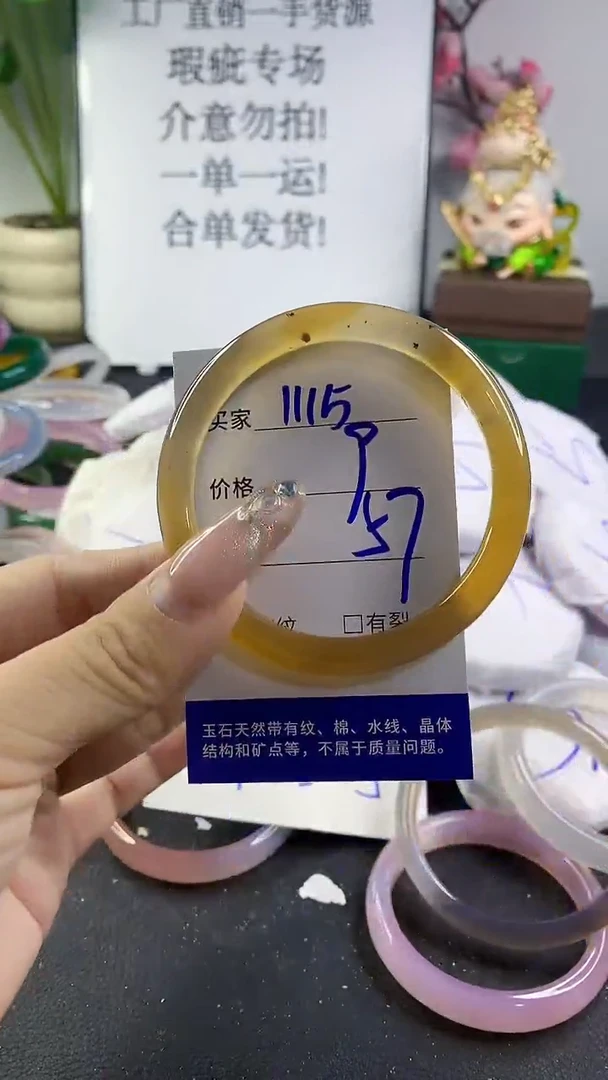 工厂直销一手货源
瑕疵专场
介意勿拍!
一单一运!
合单发货!
买家 1115
价格 9
57
纹 □有裂
玉石天然带有纹、棉、水线、晶体
结构和矿点等，不属于质量问题。